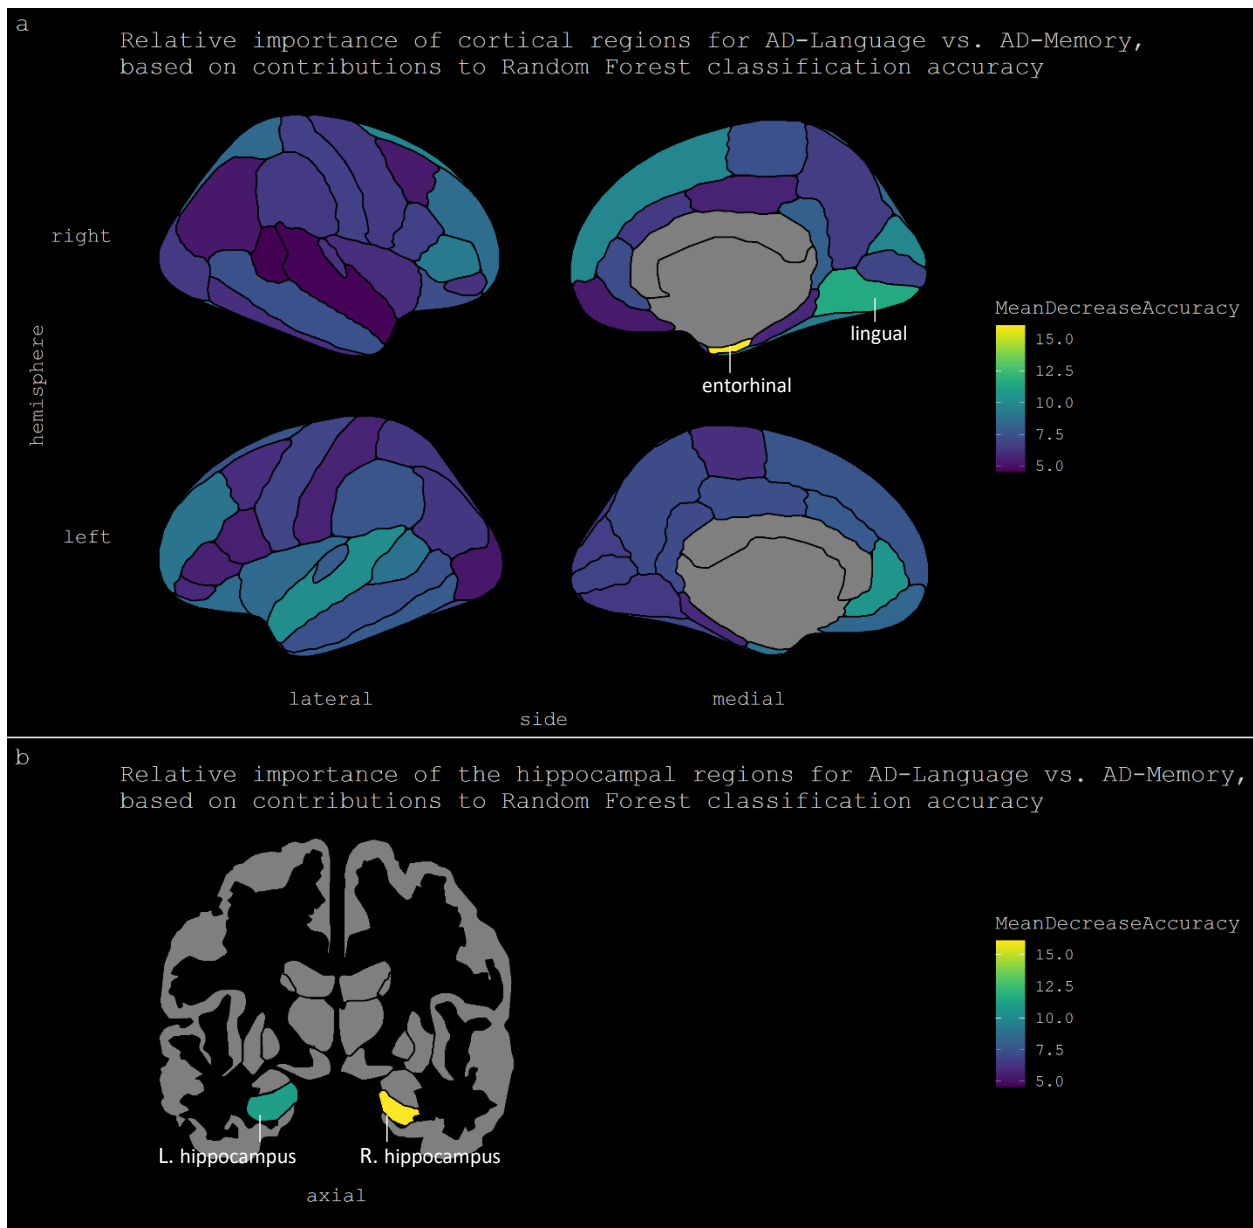 a
Relative importance of cortical regions for AD-Language vs. AD-Memory,
based on contributions to Random Forest classification accuracy
right
lingual
entorhinal
hemisphere
left
lateral
medial
side
MeanDecreaseAccuracy
15.0
12.5
10.0
7.5
5.0
b
Relative importance of the hippocampal regions for AD-Language vs. AD-Memory,
based on contributions to Random Forest classification accuracy
L. hippocampus
R. hippocampus
axial
MeanDecreaseAccuracy
15.0
12.5
10.0
7.5
5.0